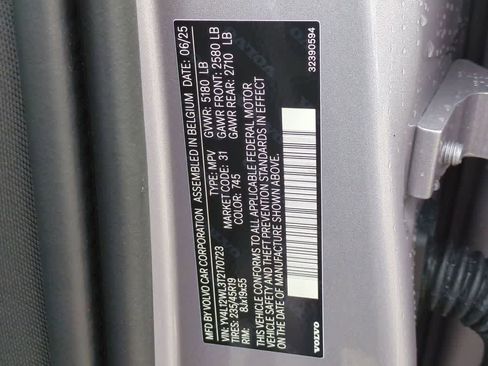 MFD BY VOLVO CAR CORPORATION ASSEMBLED IN BELGIUM DATE: 06/25
VIN: YV4L12WL3T2170723 TYPE: MPV GVWR: 5180 LB
TIRES: 235/45R19 MARKET CODE: 31 GAWR FRONT: 2580 LB
RIM: 8Jx19x55 COLOR: 745 GAWR REAR: 2710 LB
THIS VEHICLE CONFORMS TO ALL APPLICABLE FEDERAL MOTOR
VEHICLE SAFETY AND THEFT PREVENTION STANDARDS IN EFFECT
ON THE DATE OF MANUFACTURE SHOWN ABOVE.
VOLVO 32390594